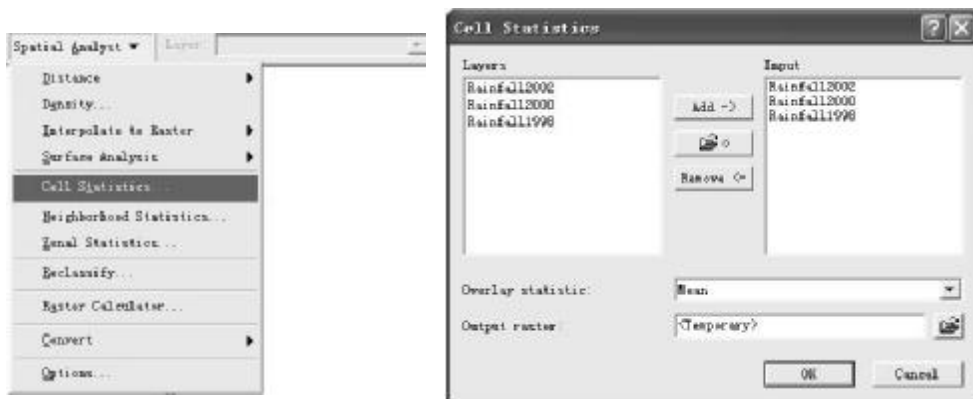 Spatial Analyst
Layer:
Distance
Density...
Interpolate to Raster
Surface Analysis
Cell Statistics...
Neighborhood Statistics...
Zonal Statistics...
Reclassify...
Raster Calculator...
Convert
Options...
Cell Statistics
Layers
Input
Rainfall2002
Rainfall2000
Rainfall1998
Add ->
Remove <-
Rainfall2002
Rainfall2000
Rainfall1998
Overlay statistic:
Mean
Output raster:
<Temporary>
OK
Cancel